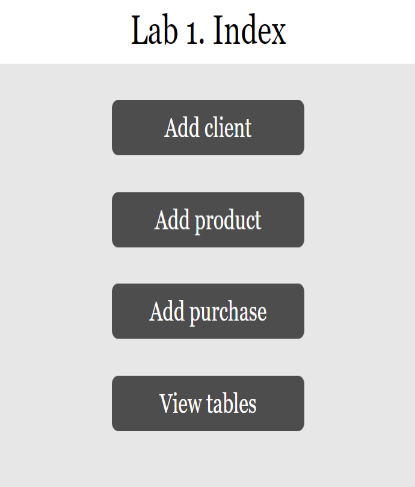 Lab 1. Index
Add client
Add product
Add purchase
View tables